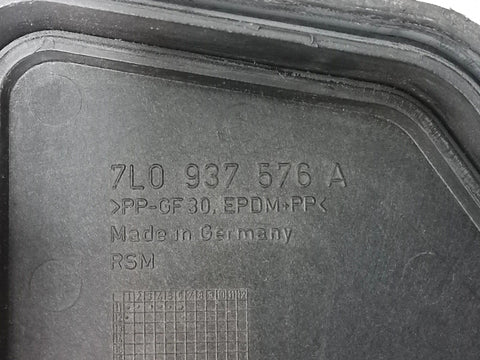 7L0 937 576 A
>PP-GF30, EPDM+PP<
Made in Germany
RSM